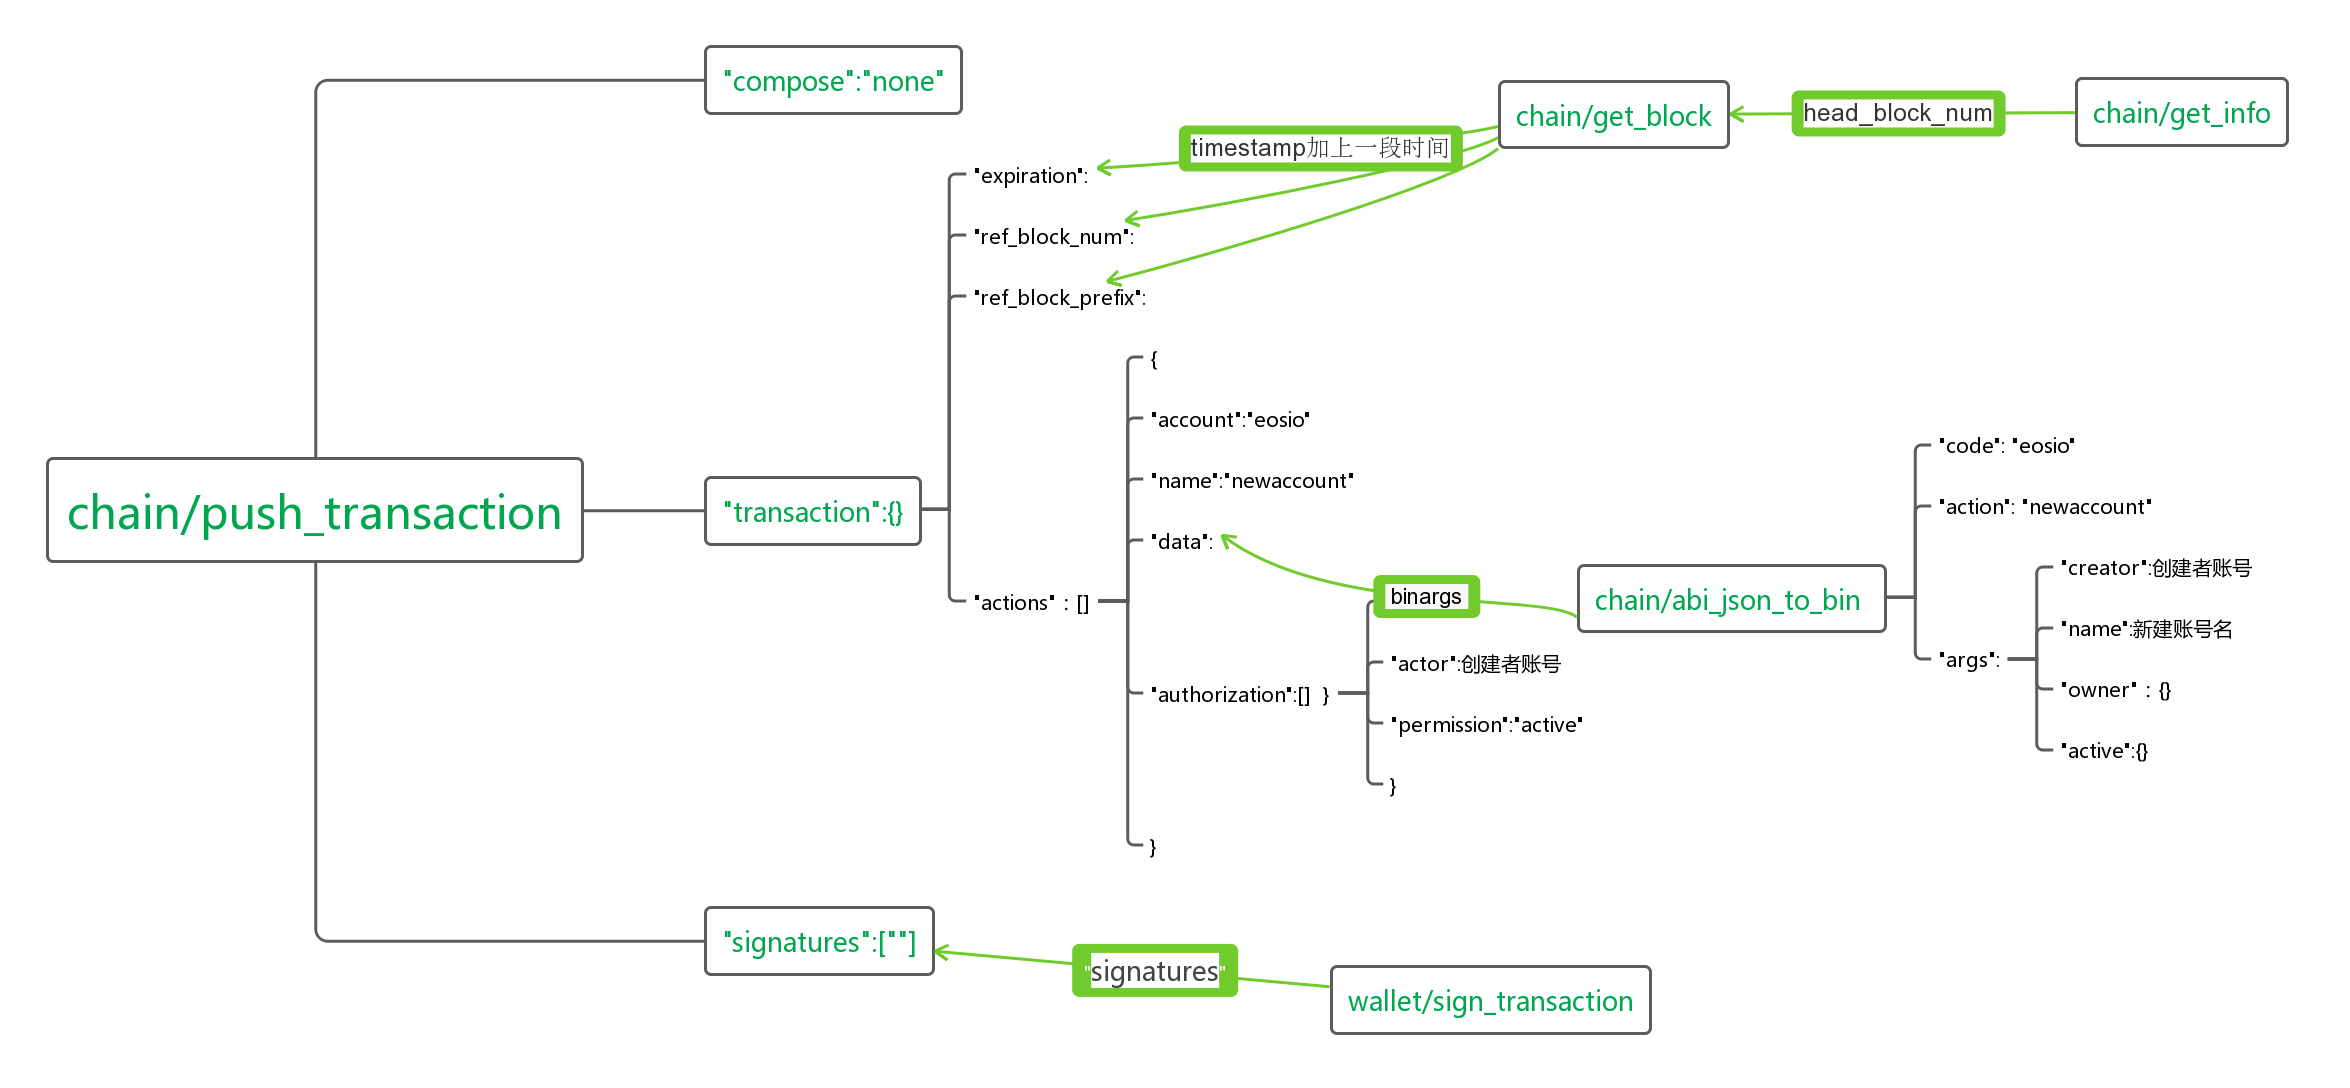 "compose":"none"
chain/get_block
head_block_num
chain/get_info
timestamp加上一段时间
"expiration":
"ref_block_num":
"ref_block_prefix":
{
"account":"eosio"
"name":"newaccount"
"data":
chain/push_transaction
"transaction":{}
"actions" : []
"authorization":[] }
binargs
"actor":创建者账号
"permission":"active"
}
}
chain/abi_json_to_bin
"code": "eosio"
"action": "newaccount"
"args":
"creator":创建者账号
"name":新建账号名
"owner" : {}
"active":{}
"signatures":[""]
"signatures"
wallet/sign_transaction